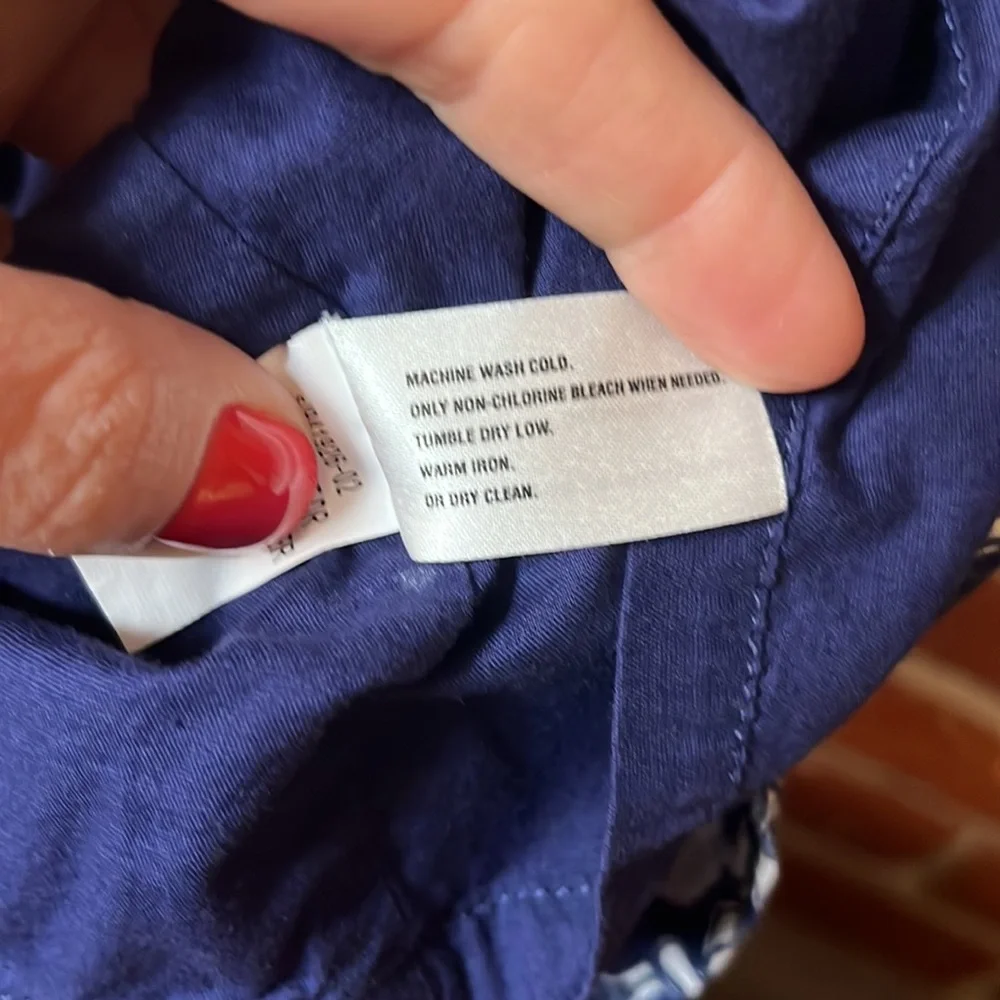 MACHINE WASH COLD.
ONLY NON-CHLORINE BLEACH WHEN NEEDED.
TUMBLE DRY LOW.
WARM IRON.
OR DRY CLEAN.